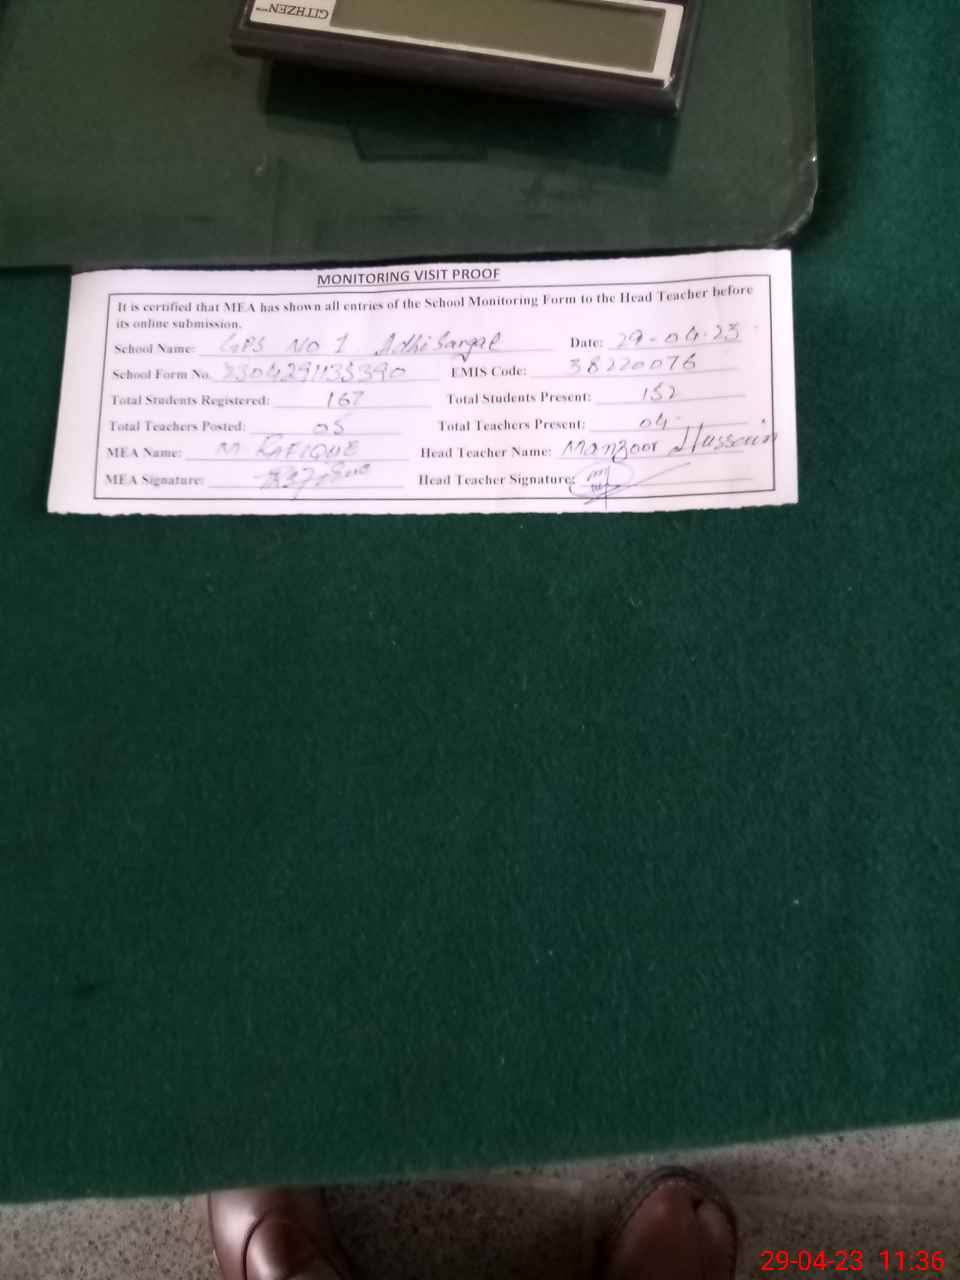 CITHZEN
MONITORING VISIT PROOF
It is certified that MEA has shown all entries of the School Monitoring Form to the Head Teacher before
its online submission.
School Name: GPS No 1 Adhi Sargal Date: 29-04-23
School Form No. EMIS Code: 38220076
Total Students Registered: 167 Total Students Present: 152
Total Teachers Posted: 05 Total Teachers Present: 04
MEA Name: M RAFIQUE Head Teacher Name: Manzoor Hussain
MEA Signature: Head Teacher Signature:
29-04-23 11:36